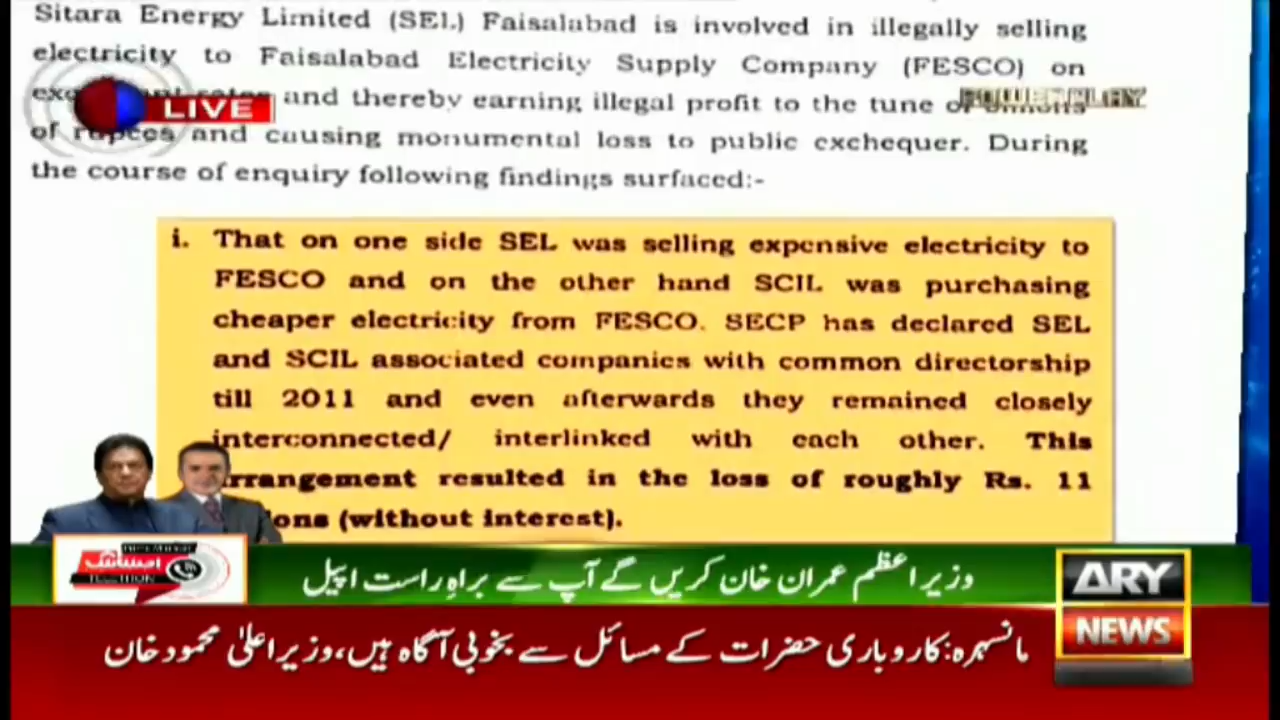 Sitara Energy Limited (SEL) Faisalabad is involved in illegally selling
electricity to Faisalabad Electricity Supply Company (FESCO) on
LIVE and thereby earning illegal profit to the tune of
POWER PLAY
of rupees and causing monumental loss to public exchequer. During
the course of enquiry following findings surfaced:-
i. That on one side SEL was selling expensive electricity to
FESCO and on the other hand SCIL was purchasing
cheaper electricity from FESCO. SECP has declared SEL
and SCIL associated companies with common directorship
till 2011 and even afterwards they remained closely
interconnected/ interlinked with each other. This
arrangement resulted in the loss of roughly Rs. 11
(without interest).
وزیراعظم عمران خان کریں گے آپ سے براہِ راست اپیل
ARY
NEWS
مانسہرہ:کاروباری حضرات کے مسائل سے بخوبی آگاہ ہیں،وزیراعلیٰ محمودخان